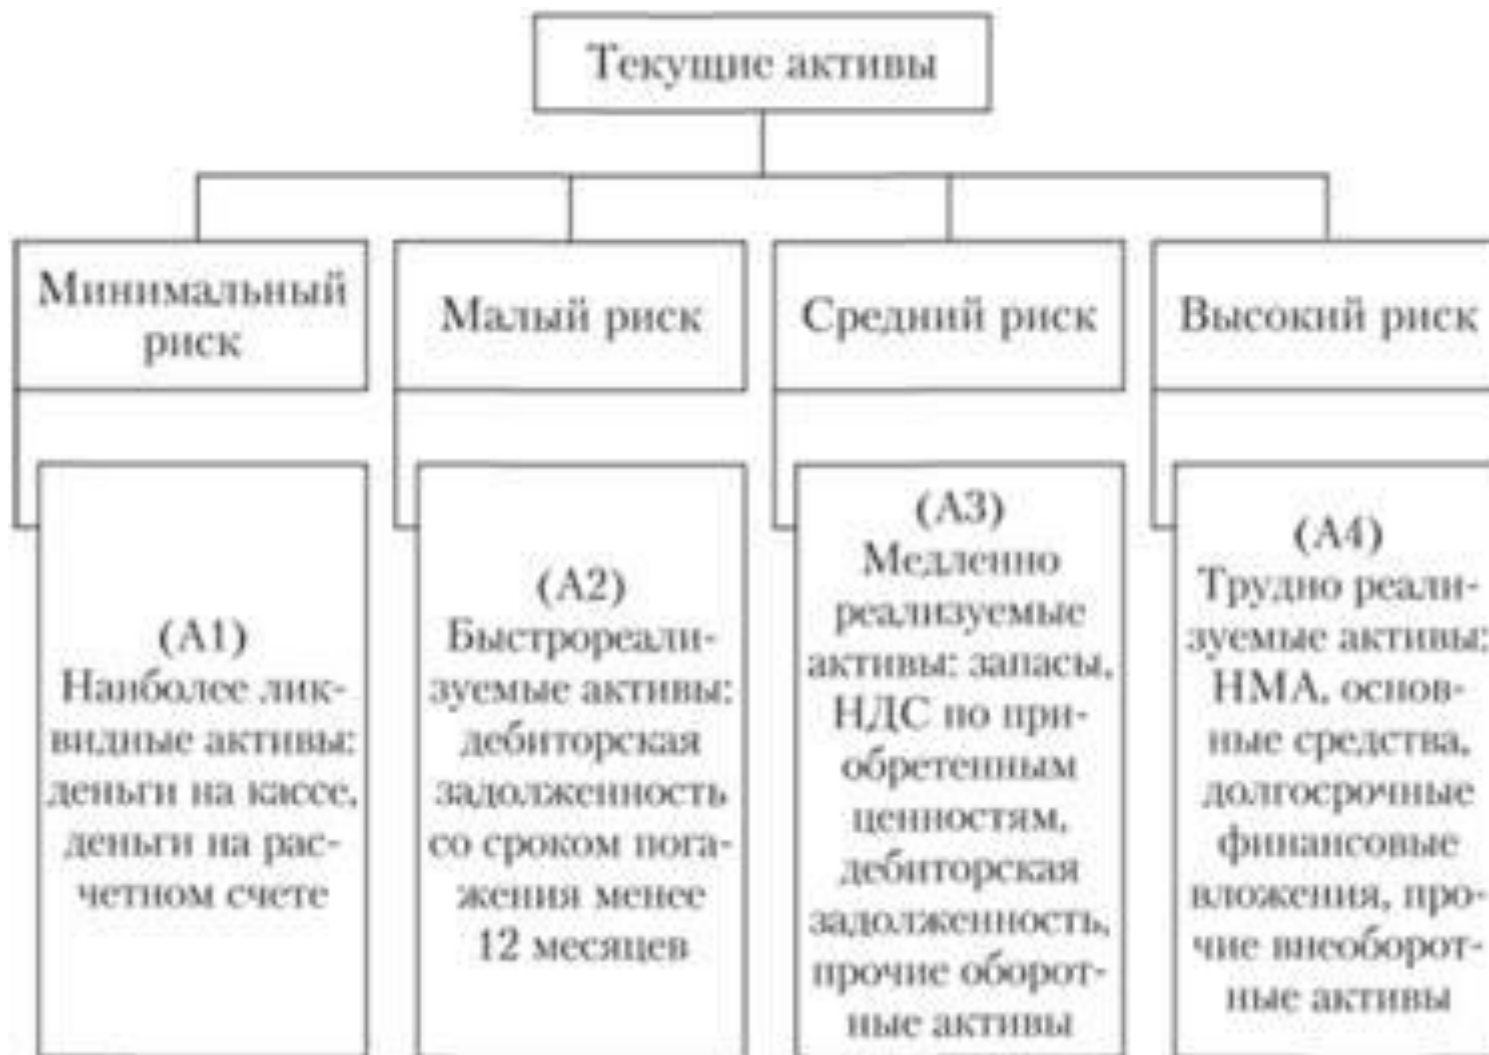 Текущие активы
Минимальный
риск
Малый риск
Средний риск
Высокий риск
(А1)
Наиболее лик-
видные активы:
деньги на кассе,
деньги на рас-
четном счете
(А2)
Быстрореали-
зуемые активы:
дебиторская
задолженность
со сроком пога-
жения менее
12 месяцев
(А3)
Медленно
реализуемые
активы: запасы,
НДС по при-
обретенным
ценностям,
дебиторская
задолженность,
прочие оборот-
ные активы
(А4)
Трудно реали-
зуемые активы:
НМА, основ-
ные средства,
долгосрочные
финансовые
вложения, про-
чие внеоборот-
ные активы